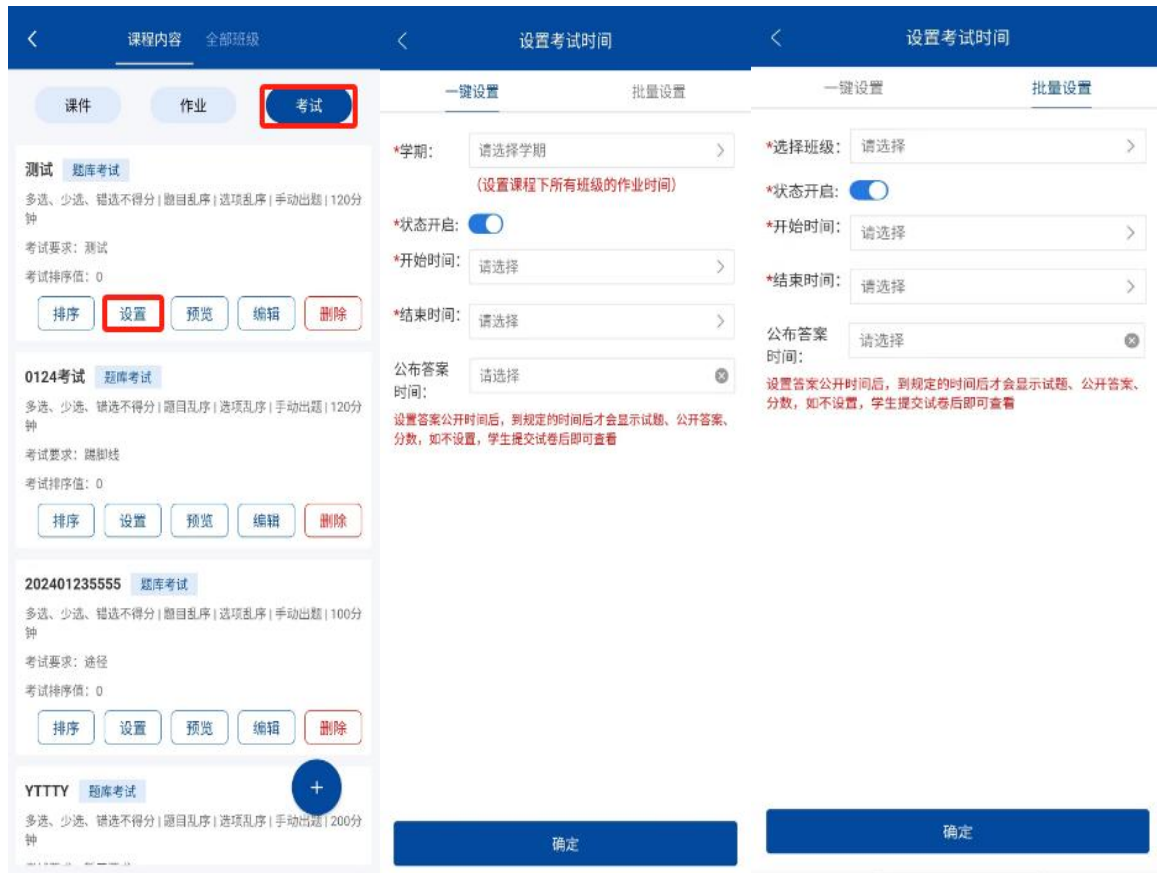 课程内容 全部班级
课件 作业 考试
测试 题库考试
多选、少选、错选不得分|题目乱序|选项乱序|手动出题|120分
钟
考试要求：测试
考试排序值：0
排序 设置 预览 编辑 删除
0124考试 题库考试
多选、少选、错选不得分|题目乱序|选项乱序|手动出题|120分
钟
考试要求：踢脚线
考试排序值：0
排序 设置 预览 编辑 删除
202401235555 题库考试
多选、少选、错选不得分|题目乱序|选项乱序|手动出题|100分
钟
考试要求：途径
考试排序值：0
排序 设置 预览 编辑 删除
YTTTY 题库考试
+
多选、少选、错选不得分|题目乱序|选项乱序|手动出题|200分
钟
设置考试时间
一键设置 批量设置
*学期： 请选择学期
(设置课程下所有班级的作业时间)
*状态开启:
*开始时间： 请选择
*结束时间： 请选择
公布答案
时间： 请选择
设置答案公开时间后，到规定的时间后才会显示试题、公开答案、
分数，如不设置，学生提交试卷后即可查看
确定
设置考试时间
一键设置 批量设置
*选择班级： 请选择
*状态开启:
*开始时间： 请选择
*结束时间： 请选择
公布答案
时间： 请选择
设置答案公开时间后，到规定的时间后才会显示试题、公开答案、
分数，如不设置，学生提交试卷后即可查看
确定